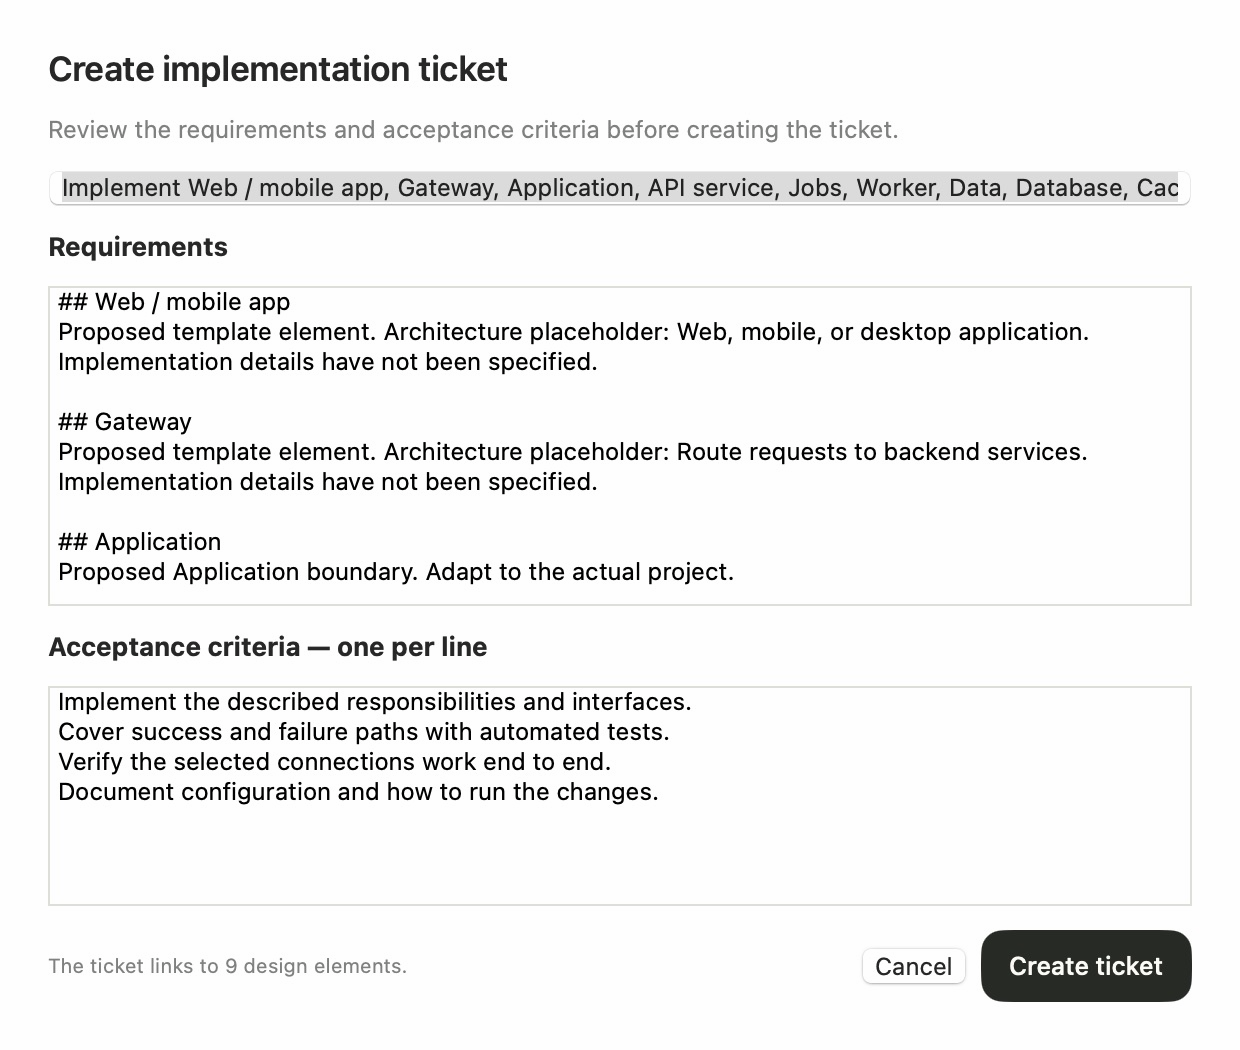 Create implementation ticket
Review the requirements and acceptance criteria before creating the ticket.
Implement Web / mobile app, Gateway, Application, API service, Jobs, Worker, Data, Database, Cac
Requirements
## Web / mobile app
Proposed template element. Architecture placeholder: Web, mobile, or desktop application.
Implementation details have not been specified.
## Gateway
Proposed template element. Architecture placeholder: Route requests to backend services.
Implementation details have not been specified.
## Application
Proposed Application boundary. Adapt to the actual project.
Acceptance criteria — one per line
Implement the described responsibilities and interfaces.
Cover success and failure paths with automated tests.
Verify the selected connections work end to end.
Document configuration and how to run the changes.
The ticket links to 9 design elements.
Cancel
Create ticket